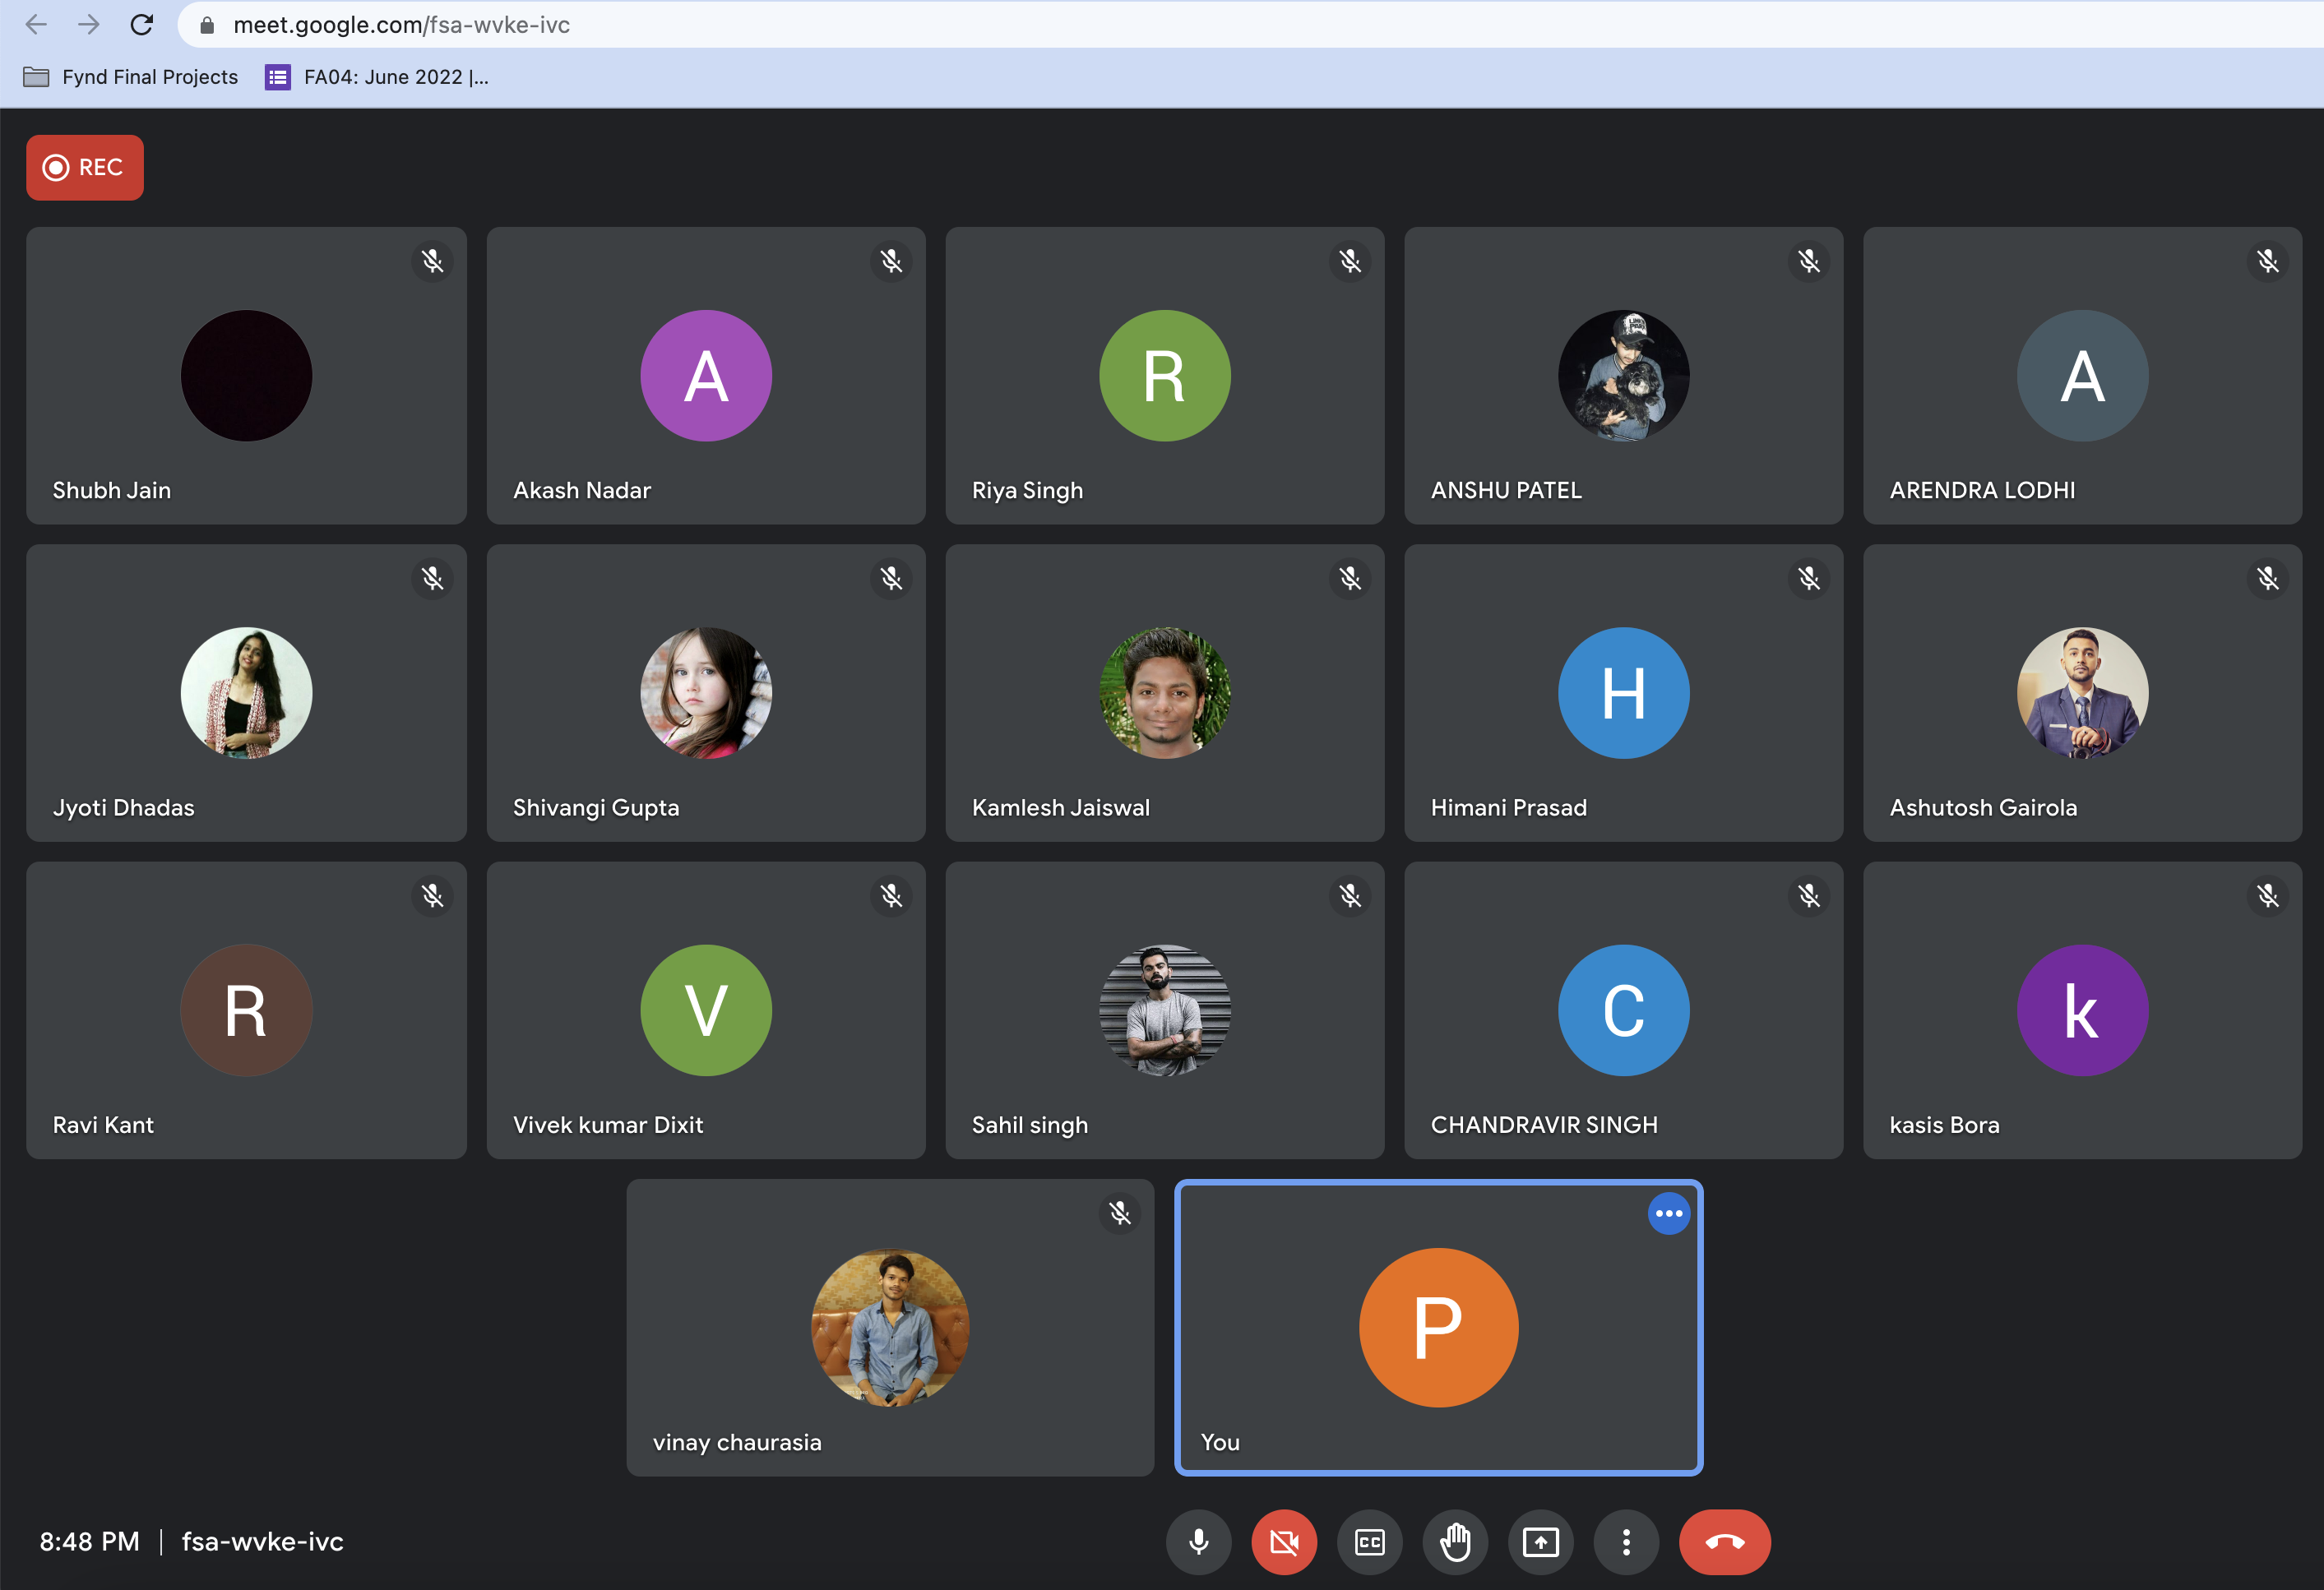 meet.google.com/fsa-wvke-ivc
Fynd Final Projects
FA04: June 2022 |...
REC
A
R
A
Shubh Jain
Akash Nadar
Riya Singh
ANSHU PATEL
ARENDRA LODHI
H
Jyoti Dhadas
Shivangi Gupta
Kamlesh Jaiswal
Himani Prasad
Ashutosh Gairola
R
V
C
k
Ravi Kant
Vivek kumar Dixit
Sahil singh
CHANDRAVIR SINGH
kasis Bora
P
vinay chaurasia
You
8:48 PM | fsa-wvke-ivc
CC